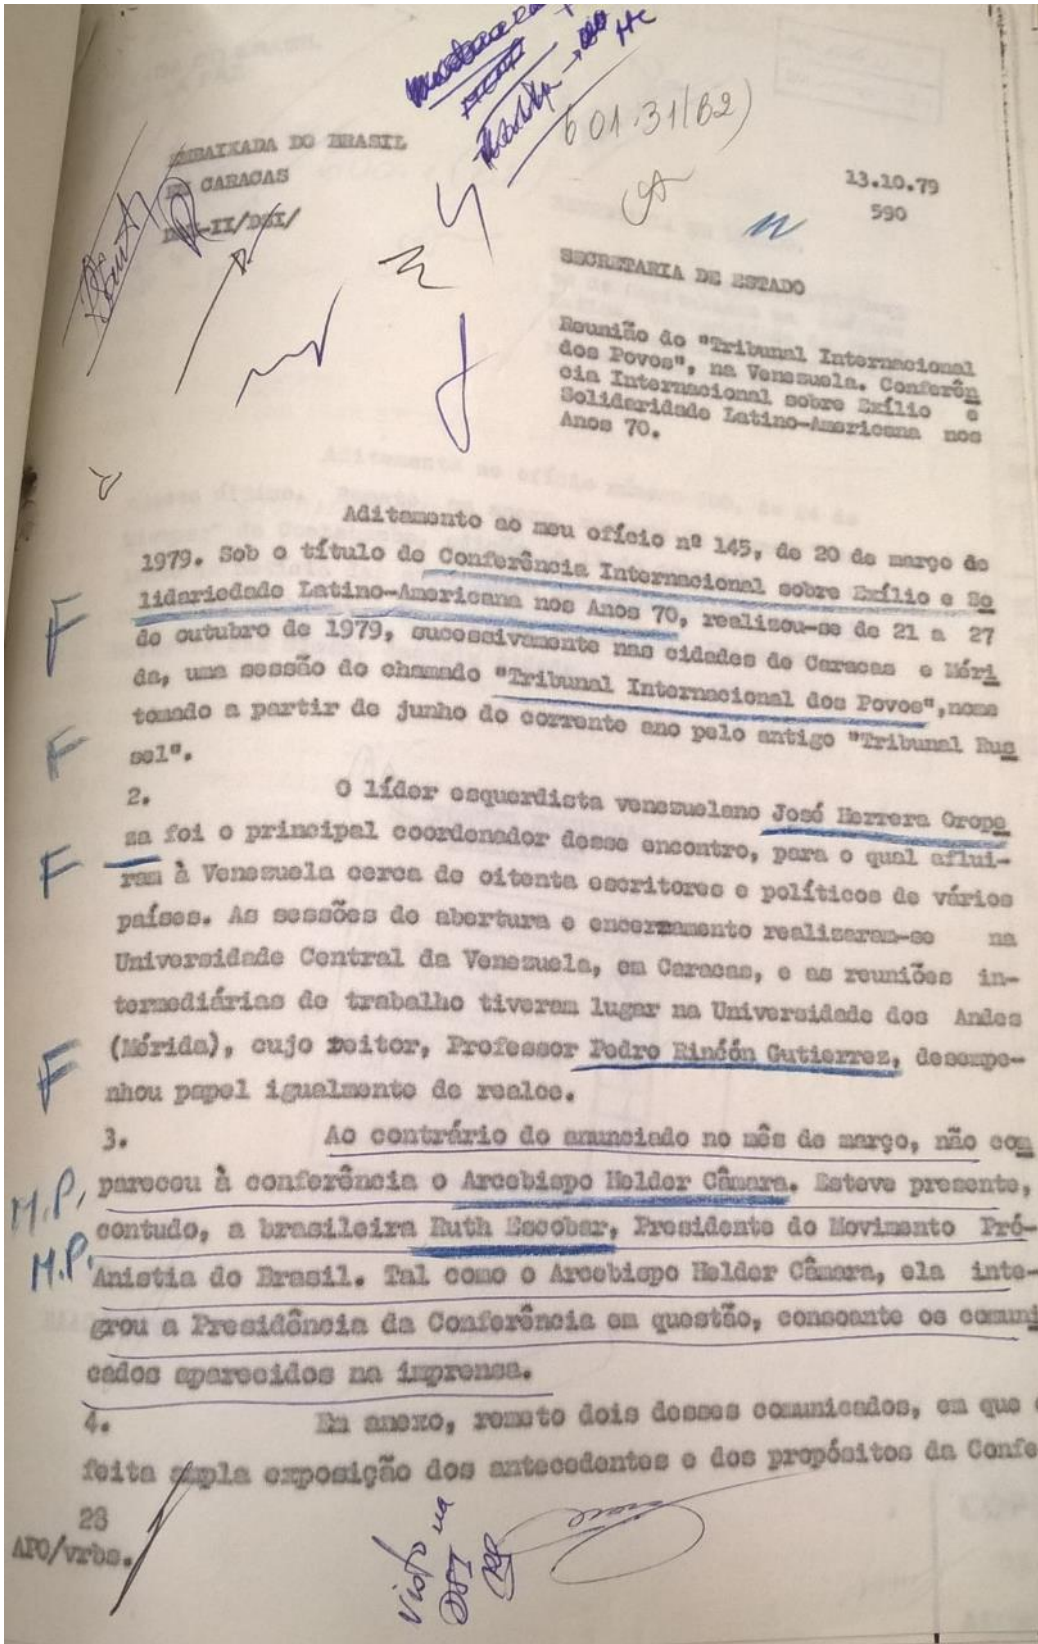 601.31(B2)
EMBAIXADA DO BRASIL
EM CARACAS
/DSI/
13.10.79
590
SECRETARIA DE ESTADO
Reunião do "Tribunal Internacional
dos Povos", na Venezuela. Conferên
cia Internacional sobre Exílio e
Solidariedade Latino-Americana nos
Anos 70.
Aditamento ao meu ofício nº 145, de 20 de março de
1979. Sob o título de Conferência Internacional sobre Exílio e So
lidariedade Latino-Americana nos Anos 70, realizou-se de 21 a 27
de outubro de 1979, sucessivamente nas cidades de Caracas e Méri
da, uma sessão do chamado "Tribunal Internacional dos Povos", nome
tomado a partir de junho do corrente ano pelo antigo "Tribunal Rus
sel".
2. O líder esquerdista venezuelano José Herrera Orope
za foi o principal coordenador desse encontro, para o qual aflui-
ram à Venezuela cerca de oitenta escritores e políticos de vários
países. As sessões de abertura e encerramento realizaram-se na
Universidade Central da Venezuela, em Caracas, e as reuniões in-
termediárias de trabalho tiveram lugar na Universidade dos Andes
(Mérida), cujo reitor, Professor Pedro Rincón Gutierrez, desempe-
nhou papel igualmente de realce.
3. Ao contrário do anunciado no mês de março, não com
pareceu à conferência o Arcebispo Helder Câmara. Esteve presente,
contudo, a brasileira Ruth Escobar, Presidente do Movimento Pró-
Anistia do Brasil. Tal como o Arcebispo Helder Câmara, ela inte-
grou a Presidência da Conferência em questão, consoante os comuni
cados aparecidos na imprensa.
4. Em anexo, remeto dois desses comunicados, em que
feita ampla exposição dos antecedentes e dos propósitos da Confe
F
F
F
F
M.P.
M.P.
28
APO/vrbs.
Visto na
DSI